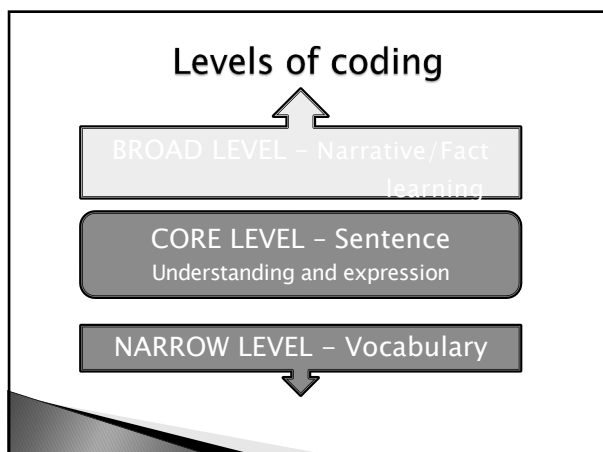 Levels of coding
BROAD LEVEL – Narrative/Fact
learning
CORE LEVEL – Sentence
Understanding and expression
NARROW LEVEL – Vocabulary